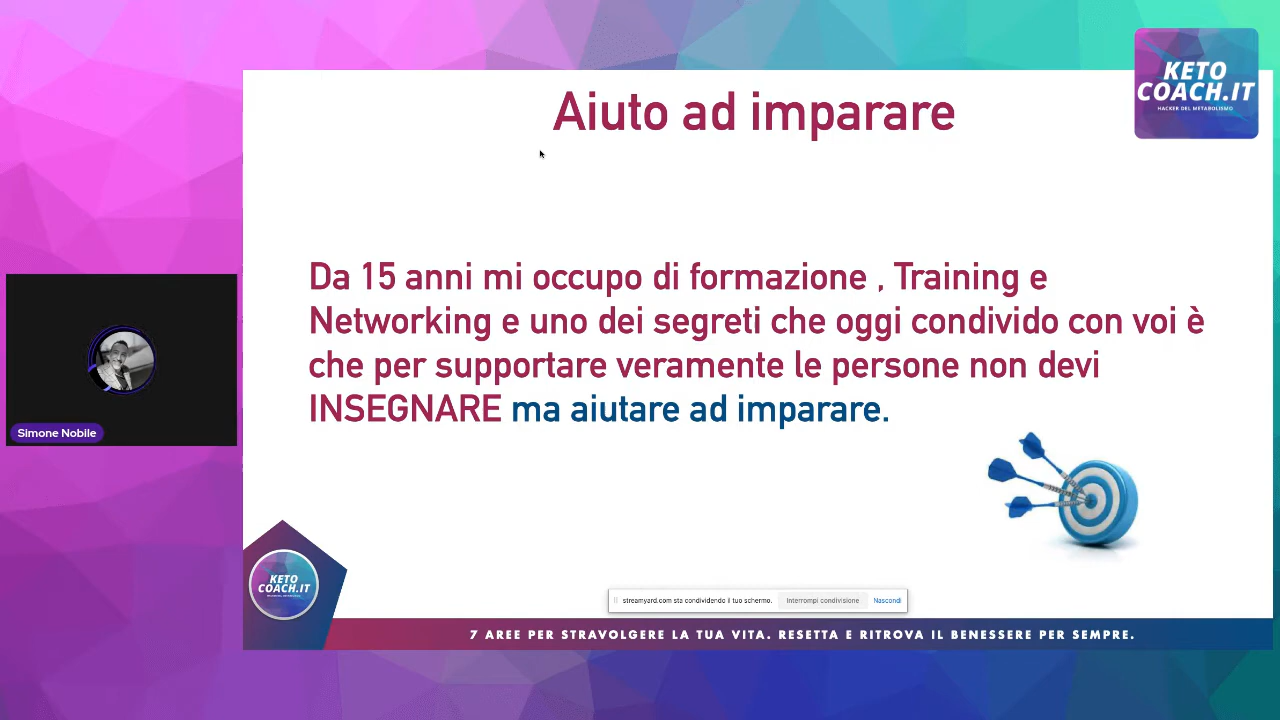 KETO
COACH.IT
HACKER DEL METABOLISMO
Aiuto ad imparare
Da 15 anni mi occupo di formazione , Training e
Networking e uno dei segreti che oggi condivido con voi è
che per supportare veramente le persone non devi
INSEGNARE ma aiutare ad imparare.
Simone Nobile
KETO
COACH.IT
streamyard.com sta condividendo il tuo schermo.
Interrompi condivisione
Nascondi
7 AREE PER STRAVOLGERE LA TUA VITA. RESETTA E RITROVA IL BENESSERE PER SEMPRE.